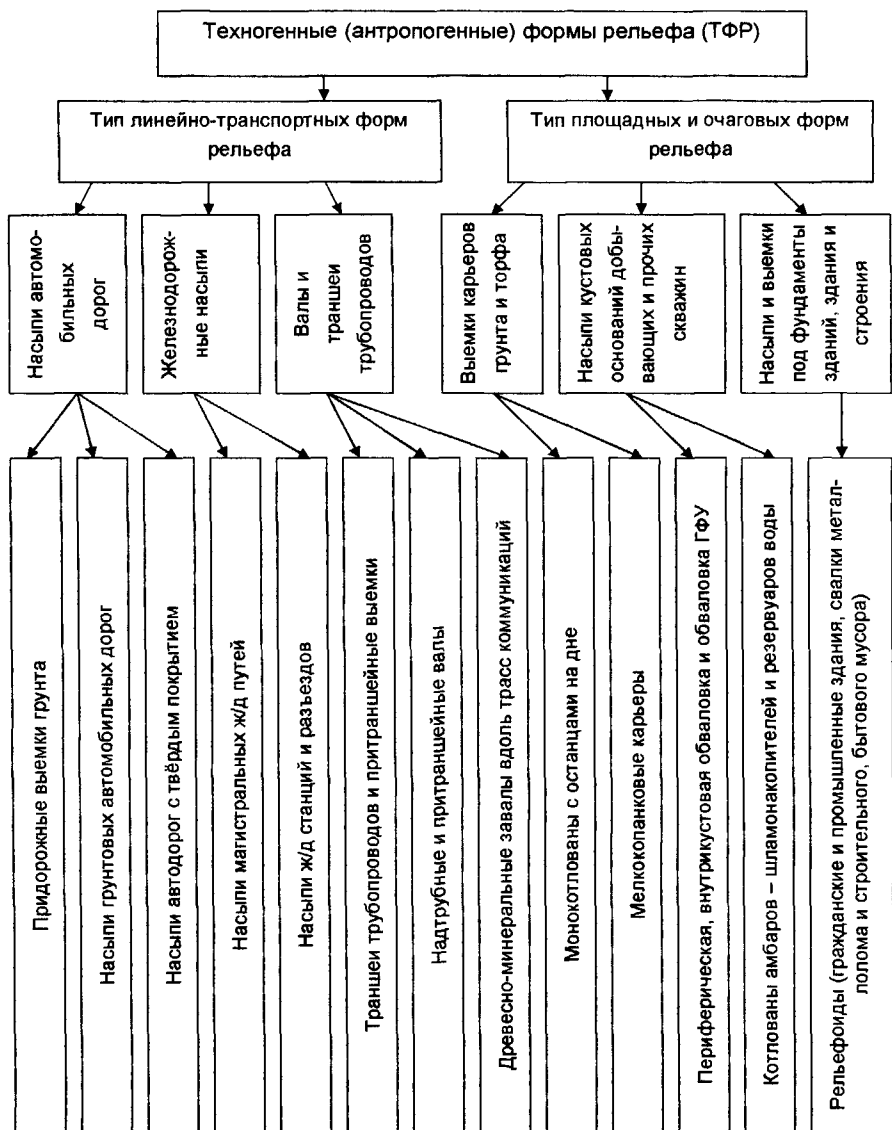 Техногенные (антропогенные) формы рельефа (ТФР)
Тип линейно-транспортных форм
рельефа
Тип площадных и очаговых форм
рельефа
Насыпи автомо-
бильных
дорог
Железнодорож-
ные насыпи
Валы и
траншеи
трубопроводов
Выемки карьеров
грунта и торфа
Насыпи кустовых
оснований добы-
вающих и прочих
скважин
Насыпи и выемки
под фундаменты
зданий, здания и
строения
Придорожные выемки грунта
Насыпи грунтовых автомобильных дорог
Насыпи автодорог с твёрдым покрытием
Насыпи магистральных ж/д путей
Насыпи ж/д станций и разъездов
Траншеи трубопроводов и притраншейные выемки
Надтрубные и притраншейные валы
Древесно-минеральные завалы вдоль трасс коммуникаций
Монокотлованы с останцами на дне
Мелкокопанковые карьеры
Периферическая, внутрикустовая обваловка и обваловка ГФУ
Котлованы амбаров – шламонакопителей и резервуаров воды
Рельефоиды (гражданские и промышленные здания, свалки метал-
лолома и строительного, бытового мусора)